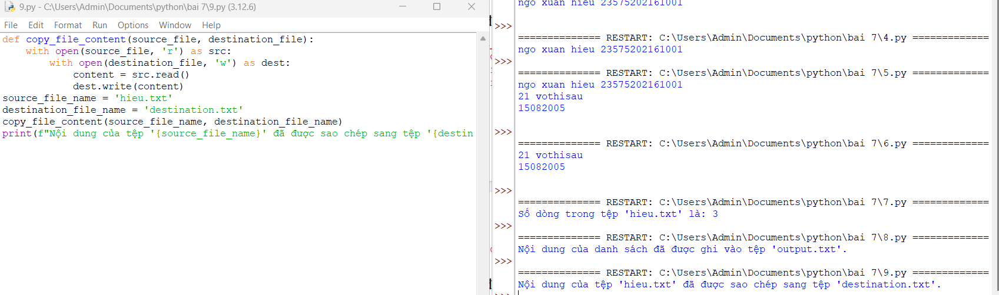 9.py - C:\Users\Admin\Documents\python\bai 7\9.py (3.12.6)
File Edit Format Run Options Window Help
def copy_file_content(source_file, destination_file):
    with open(source_file, 'r') as src:
        with open(destination_file, 'w') as dest:
            content = src.read()
            dest.write(content)
source_file_name = 'hieu.txt'
destination_file_name = 'destination.txt'
copy_file_content(source_file_name, destination_file_name)
print(f"Nội dung của tệp '{source_file_name}' đã được sao chép sang tệp '{destin
ngo xuan hieu 23575202161001
>>>
============== RESTART: C:\Users\Admin\Documents\python\bai 7\4.py =============
ngo xuan hieu 23575202161001
>>>
============== RESTART: C:\Users\Admin\Documents\python\bai 7\5.py =============
ngo xuan hieu 23575202161001
21 vothisau
15082005
>>>
============== RESTART: C:\Users\Admin\Documents\python\bai 7\6.py =============
21 vothisau
15082005
>>>
============== RESTART: C:\Users\Admin\Documents\python\bai 7\7.py =============
Số dòng trong tệp 'hieu.txt' là: 3
>>>
============== RESTART: C:\Users\Admin\Documents\python\bai 7\8.py =============
Nội dung của danh sách đã được ghi vào tệp 'output.txt'.
>>>
============== RESTART: C:\Users\Admin\Documents\python\bai 7\9.py =============
Nội dung của tệp 'hieu.txt' đã được sao chép sang tệp 'destination.txt'.
>>>